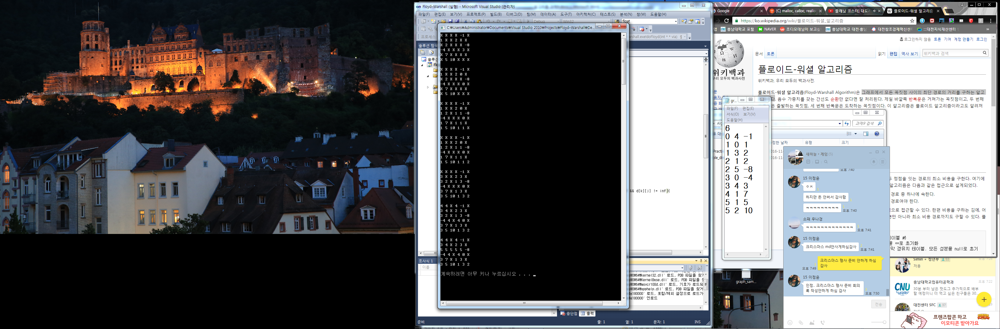 Floyd-Warshall (실행) - Microsoft Visual Studio (관리자)
파일(F) 편집(E) 보기(V) 프로젝트(P) 빌드(B) 디버그(D) 팀(M) 데이터(A) 도구(T) 아키텍처(C) 테스트(S) 분석(N) 창(W) 도움말(H)
Debug Win32 float
C:₩Users₩Administrator₩Documents₩Visual Studio 2010₩Projects₩Floyd-Warshall₩De...
arshall.exe!doFloyd(int * * via)
솔루션 탐색
X X X X -1 X
1 X X 2 X X
X 2 X X X -8
-4 X X X 3 X
X 7 X X X X
X 5 10 X X X
X X X X -1 X
1 X X 2 0 X
X 2 X X X -8
-4 X X X 0 X
X 7 X X X X
X 5 10 X X X
X X X X -1 X
1 X X 2 0 X
1 2 X 1 1 -8
-4 X X X 0 X
1 7 X 1 1 X
1 5 10 1 1 X
X X X X -1 X
1 X X 2 0 X
1 2 X 1 1 -8
-4 X X X 0 X
1 7 X 1 1 X
1 5 10 1 1 2
X X X X -1 X
3 X X 2 3 X
3 2 X 1 3 -8
-4 X X X 0 X
3 7 X 1 3 X
3 5 10 1 3 2
4 4 X 4 -1 X
3 4 X 2 3 X
3 2 X 1 3 -8
-4 4 X 4 0 X
3 7 X 1 3 X
3 5 10 1 3 2
4 4 X 4 -1 X
3 4 X 2 3 X
5 5 5 5 5 -8
-4 4 X 4 0 X
3 7 X 1 3 X
3 5 10 1 3 2
계속하려면 아무 키나 누르십시오 . . .
&& d[k][j] != inf){
조사식 1
이름
₩kernel32.dll' 로드, PDB 파일을 찾거
₩KernelBase.dll' 로드, PDB 파일을 찾
₩msvcr100d.dll' 로드, 기호가 로드되
₩apphelp.dll' 로드, PDB 파일을 찾거
180000' 로드, 포함/제외 설정으로 로드가
180000' 언로드
중단점 출력
준비 줄: 1 열: 1 문자: 1 INS
Google [C] malloc, calloc, reallo 플래닛 코스터] 대도 플로이드-워셜 알고리즘
https://ko.wikipedia.org/wiki/플로이드-워셜_알고리즘
충남대학교 포털 NAVER 조디모데님이 보고싶 충남대학교 대전·충남 대전창조경제혁신센터 :::대전지식재산센터
로그인하지 않음 토론 기여 계정 만들기 로그인
문서 토론 읽기 편집 역사 보기 위키백과 검색
위키백과
우리 모두의 백과사전
플로이드-워셜 알고리즘
위키백과, 우리 모두의 백과사전.
플로이드-워셜 알고리즘(Floyd-Warshall Algorithm)은 그래프에서 모든 꼭짓점 사이의 최단 경로의 거리를 구하는 알고
다. 음수 가중치를 갖는 간선도 순환만 없다면 잘 처리된다. 제일 바깥쪽 반복문은 거쳐가는 꼭짓점이고, 두 번째
은 출발하는 꼭짓점, 세 번째 반복문은 도착하는 꼭짓점이다. 이 알고리즘은 플로이드 알고리즘이라고도 알려져
gr...
파일(F) 편집(E)
서식(O) 보기(V)
도움말(H)
6
0 4 -1
1 0 1
1 3 2
2 1 2
2 5 -8
3 0 -4
3 4 3
4 1 7
5 1 5
5 2 10
과제9 검색
정한 날짜 유형 크기
두 정점을 잇는 경로의 최소 비용을 구한다. 여기에
알고리즘은 다음과 같은 접근으로 설계되었다.
경로 중 하나에 속한다.
경로여야 한다.
으로 접근할 수 있다. 한편 비용을 구하는 김에, 어
뿐만 아니라 최소 비용 경로까지도 구할 수 있다. 플
이블 #)
을 ∞로 초기화
막 경유지 테이블. 모든 성분을 null로 초기
새하늘・게임 (5)
오후 7:40
15 이정윤
ㅇㅈ
하지만 돈 안써서 감사함
ㅋㅋㅋㅋㅋㅋㅋㅋㅋ
오후 7:40
소패 우나경
ㅋㅋㅋㅋㅋㅋㅋㅋㅋㅋㅋㅋㅋ
오후 7:41
15 이정윤
크리스마스 md안사게하심감사
오후 7:41
크리스마스 행사 준비 안하게 하심
감사
오후 7:49
15 이정윤
인정.. 크리스마스 행사 준비 회의
록 작성안하게 하심 감사
오후 7:50
전송
graph_sam...
Simin + 청년부 53
저용
충남대학교컴퓨터공학과 오후 7:22
30분 부터 남은 핫도그 추가적으로 배부
할 예정이니 더 먹고 싶은 친구들은 30...
대전센터 SFC 37
프렌즈팝콘 하고
이모티콘 받아가요